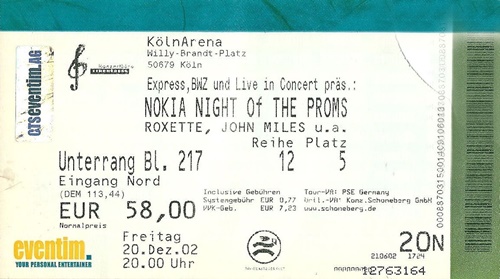 KölnArena
Willy-Brandt-Platz
50679 Köln
ctseventim.AG
Express,BWZ und Live in Concert präs.:
NOKIA NIGHT Of THE PROMS
ROXETTE, JOHN MILES u.a.
Reihe Platz
Unterrang Bl. 217 12 5
Eingang Nord
(DEM 113,44)
EUR 58,00
Normalpreis
Inclusive Gebühren
Systemgebühr EUR 0,77
VVK-Geb. EUR 7,23
Tour-VA: PSE Germany
Örtl.-VA: Konz.Schoneberg GmbH
www.schoneberg.de
Freitag
20.Dez.02
20.00 Uhr
eventim.
YOUR PERSONAL ENTERTAINER
20N
210602 1724
12763164